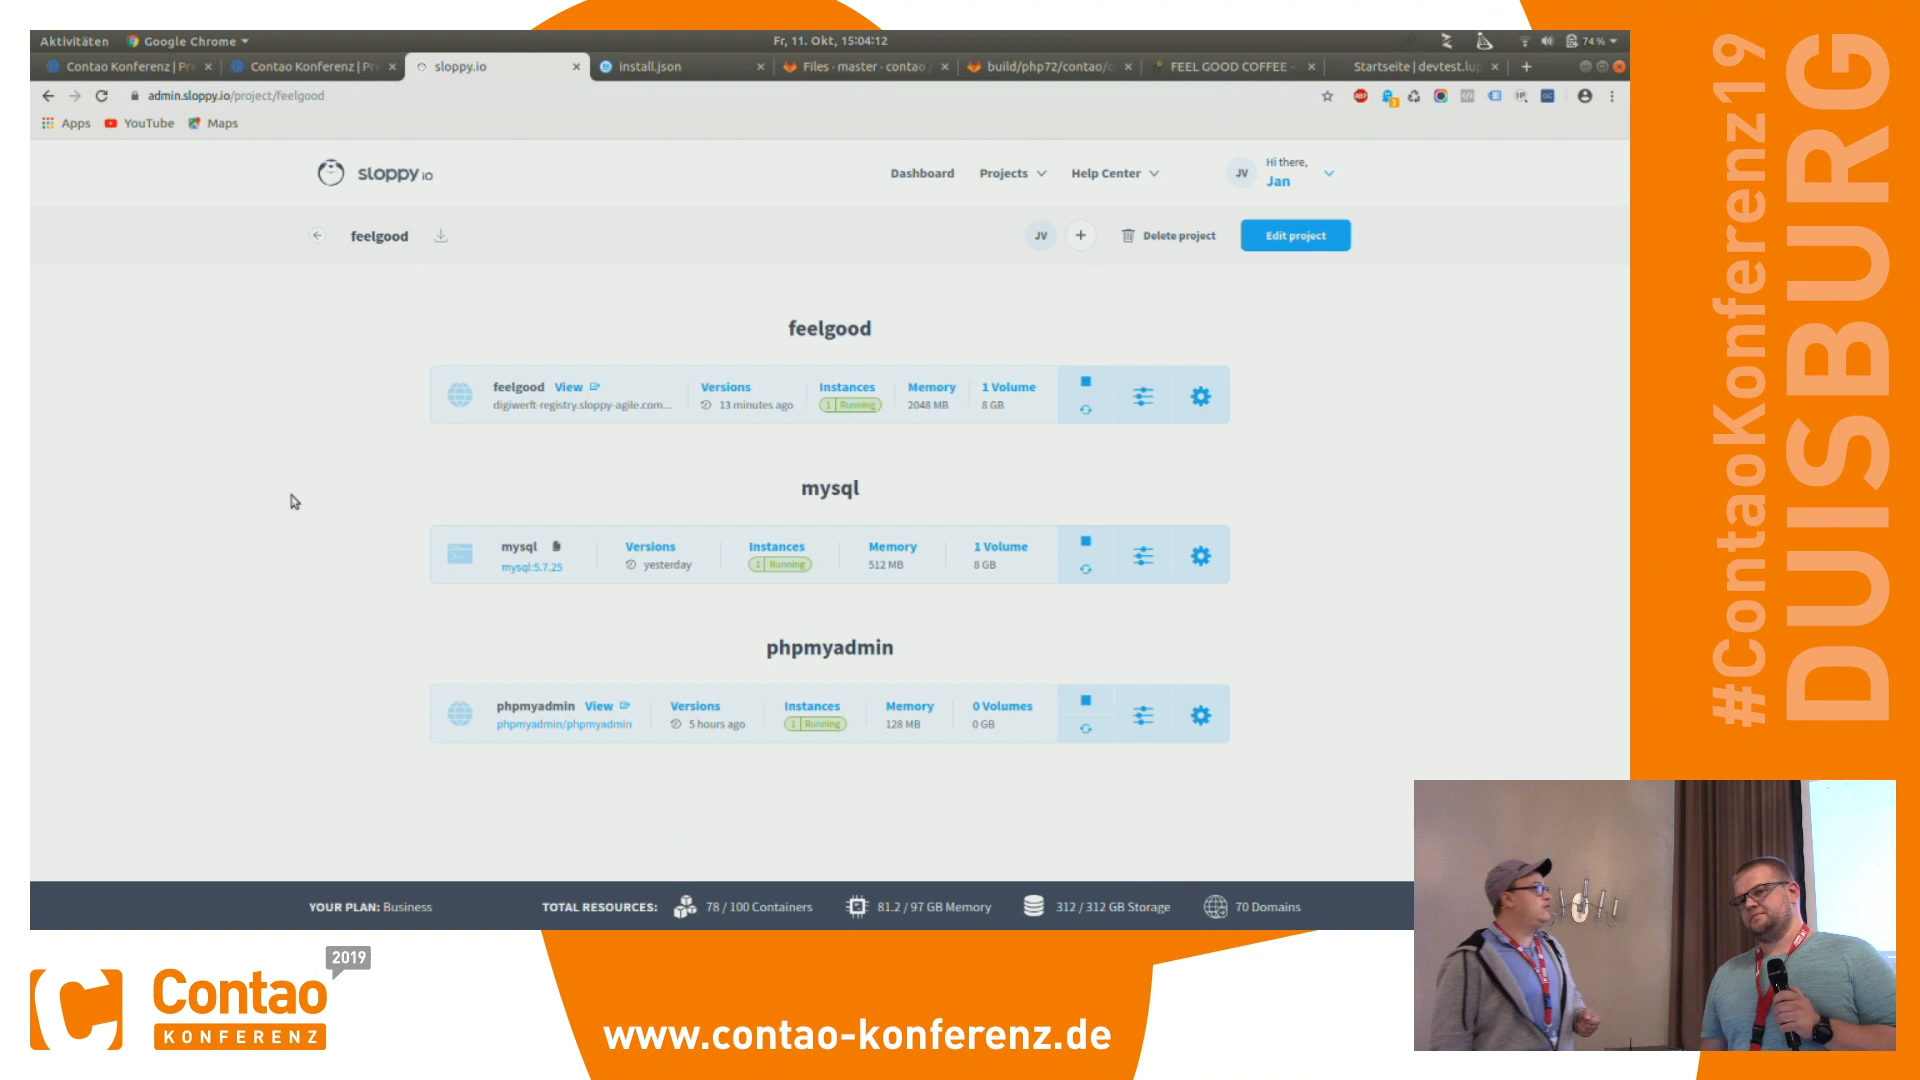 Aktivitäten Google Chrome Fr, 11. Okt, 15:04:12 74%
Contao Konferenz | Pr Contao Konferenz | Pr sloppy.io install.json Files · master · contao / build/php72/contao/c FEEL GOOD COFFEE - Startseite | devtest.lup
admin.sloppy.io/project/feelgood
Apps YouTube Maps
sloppy io Dashboard Projects Help Center JV Hi there,
Jan
feelgood JV + Delete project Edit project
feelgood
feelgood View Versions Instances Memory 1 Volume
digiwerft-registry.sloppy-agile.com... 13 minutes ago 1 Running 2048 MB 8 GB
mysql
mysql Versions Instances Memory 1 Volume
mysql:5.7.25 yesterday 1 Running 512 MB 8 GB
phpmyadmin
phpmyadmin View Versions Instances Memory 0 Volumes
phpmyadmin/phpmyadmin 5 hours ago 1 Running 128 MB 0 GB
YOUR PLAN: Business TOTAL RESOURCES: 78 / 100 Containers 81.2 / 97 GB Memory 312 / 312 GB Storage 70 Domains
#ContaoKonferenz19
DUISBURG
2019
Contao
KONFERENZ
www.contao-konferenz.de